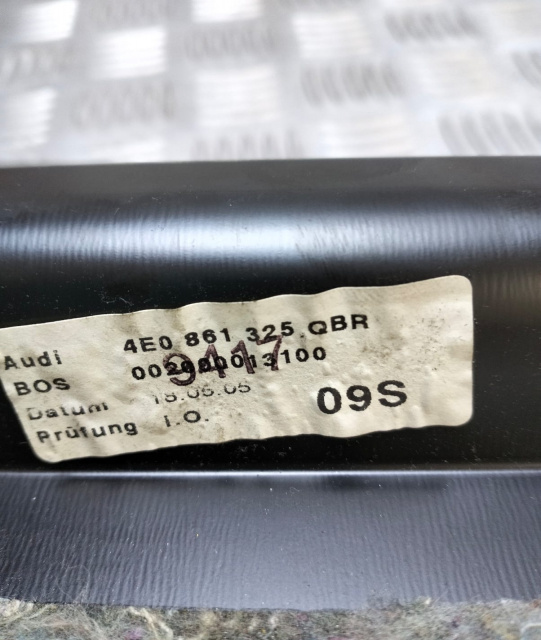 Audi 4E0 861 325.QBR
BOS
9417
Datum 18.05.05
Prüfung i.O. 09S